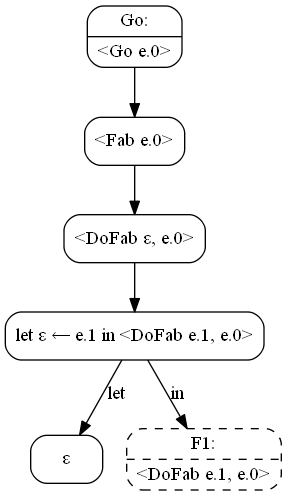 Go:
<Go e.0>
<Fab e.0>
<DoFab ε, e.0>
let ε ← e.1 in <DoFab e.1, e.0>
let
in
ε
F1:
<DoFab e.1, e.0>